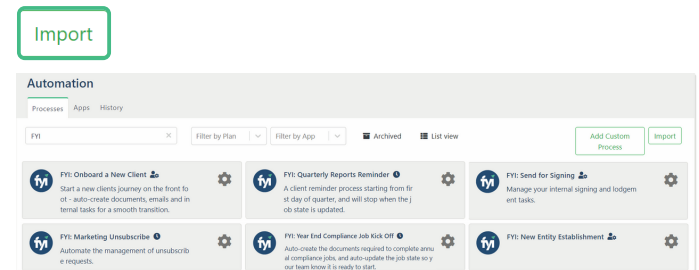 Import
Automation
Processes Apps History
FYI × Filter by Plan Filter by App Archived List view Add Custom Process Import
fyi FYI: Onboard a New Client
Start a new clients journey on the front fo
ot - auto-create documents, emails and in
ternal tasks for a smooth transition.
fyi FYI: Quarterly Reports Reminder
A client reminder process starting from fir
st day of quarter, and will stop when the j
ob state is updated.
fyi FYI: Send for Signing
Manage your internal signing and lodgem
ent tasks.
fyi FYI: Marketing Unsubscribe
Automate the management of unsubscrib
e requests.
fyi FYI: Year End Compliance Job Kick Off
Auto-create the documents required to complete annu
al compliance jobs, and auto-update the job state so y
our team know it is ready to start.
fyi FYI: New Entity Establishment